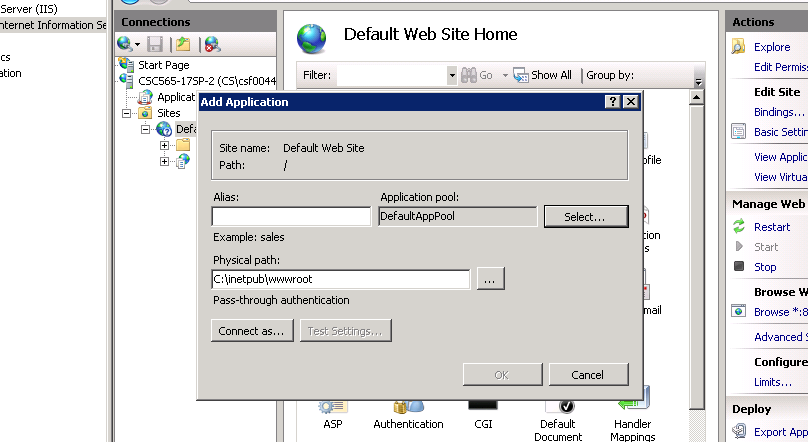 Server (IIS)
Internet Information Se
cs
ation
Connections
Start Page
CSC565-17SP-2 (CS\csf0044
Applicat
Sites
Defa
Default Web Site Home
Filter:
Go
Show All
Group by:
Add Application
Site name: Default Web Site
Path: /
Alias:
Application pool:
DefaultAppPool
Select...
Example: sales
Physical path:
C:\inetpub\wwwroot
...
Pass-through authentication
Connect as...
Test Settings...
OK
Cancel
ofile
tion
s
mail
ASP
Authentication
CGI
Default
Document
Handler
Mappings
Actions
Explore
Edit Permis
Edit Site
Bindings...
Basic Settin
View Applic
View Virtua
Manage Web
Restart
Start
Stop
Browse W
Browse *:8
Advanced S
Configure
Limits...
Deploy
Export App